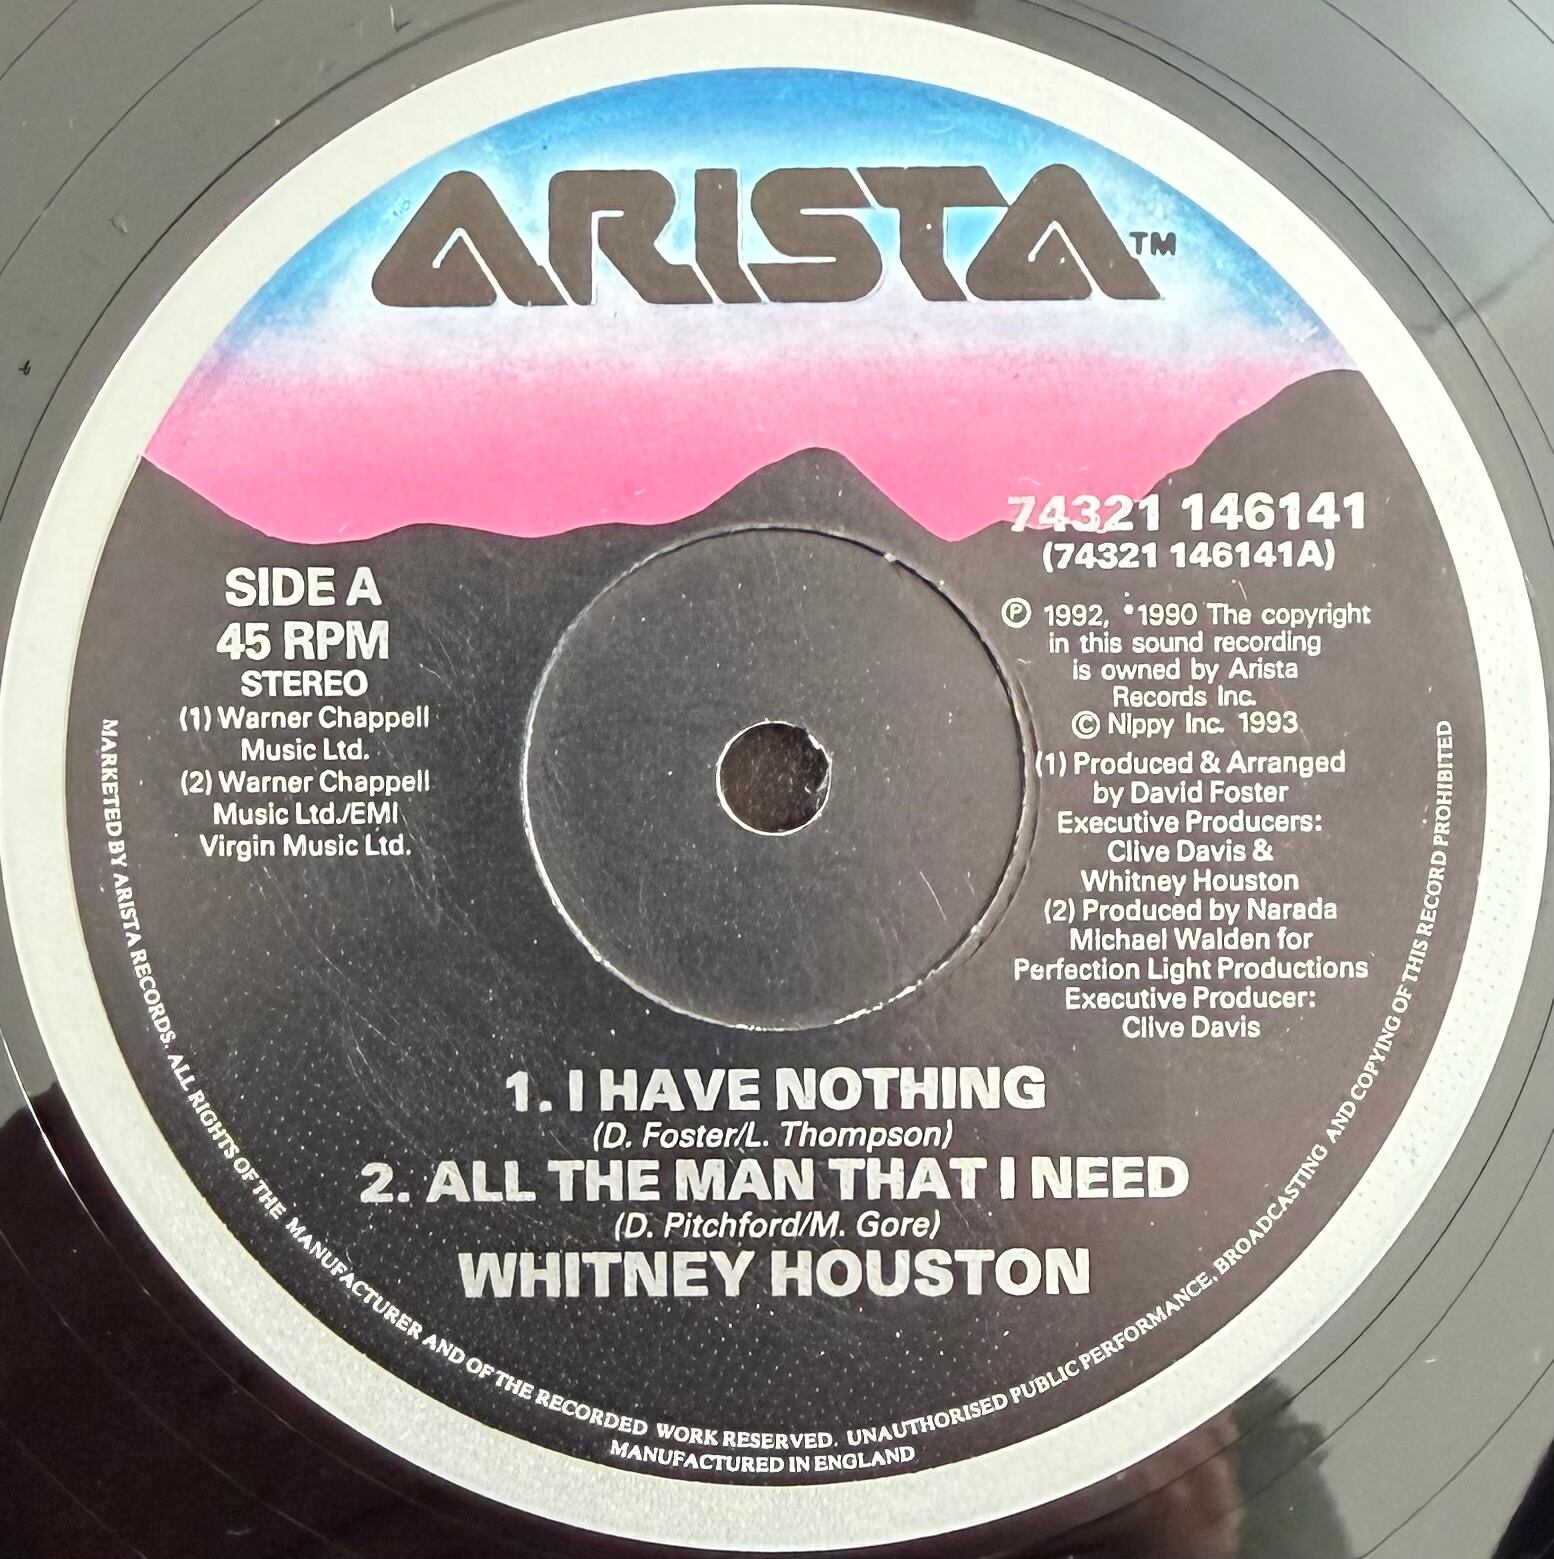 ARISTA™
74321 146141
(74321 146141A)
SIDE A
45 RPM
STEREO
(1) Warner Chappell
Music Ltd.
(2) Warner Chappell
Music Ltd./EMI
Virgin Music Ltd.
℗ 1992, •1990 The copyright
in this sound recording
is owned by Arista
Records Inc.
© Nippy Inc. 1993
(1) Produced & Arranged
by David Foster
Executive Producers:
Clive Davis &
Whitney Houston
(2) Produced by Narada
Michael Walden for
Perfection Light Productions
Executive Producer:
Clive Davis
1. I HAVE NOTHING
(D. Foster/L. Thompson)
2. ALL THE MAN THAT I NEED
(D. Pitchford/M. Gore)
WHITNEY HOUSTON
MARKETED BY ARISTA RECORDS. ALL RIGHTS OF THE MANUFACTURER AND OF THE RECORDED WORK RESERVED. UNAUTHORISED PUBLIC PERFORMANCE, BROADCASTING AND COPYING OF THIS RECORD PROHIBITED
MANUFACTURED IN ENGLAND